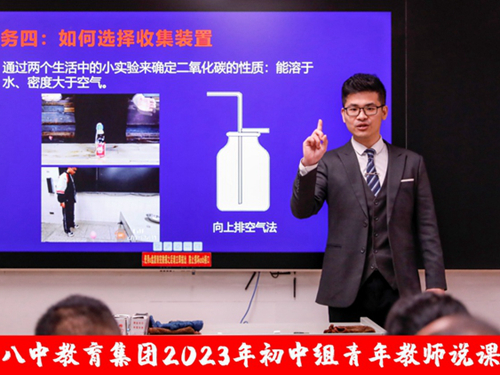 务四：如何选择收集装置
通过两个生活中的小实验来确定二氧化碳的性质：能溶于
水、密度大于空气。
向上排空气法
八中教育集团2023年初中组青年教师说课